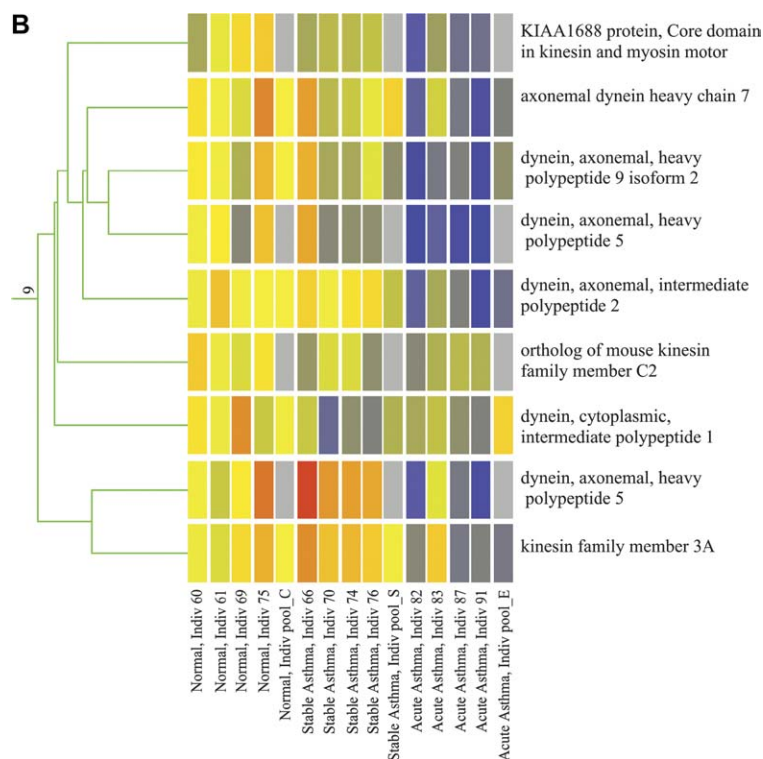 B
KIAA1688 protein, Core domain
in kinesin and myosin motor
axonemal dynein heavy chain 7
dynein, axonemal, heavy
polypeptide 9 isoform 2
dynein, axonemal, heavy
polypeptide 5
9
dynein, axonemal, intermediate
polypeptide 2
ortholog of mouse kinesin
family member C2
dynein, cytoplasmic,
intermediate polypeptide 1
dynein, axonemal, heavy
polypeptide 5
kinesin family member 3A
Normal, Indiv 60
Normal, Indiv 61
Normal, Indiv 69
Normal, Indiv 75
Normal, Indiv pool_C
Stable Asthma, Indiv 66
Stable Asthma, Indiv 70
Stable Asthma, Indiv 74
Stable Asthma, Indiv 76
Stable Asthma, Indiv pool_S
Acute Asthma, Indiv 82
Acute Asthma, Indiv 83
Acute Asthma, Indiv 87
Acute Asthma, Indiv 91
Acute Asthma, Indiv pool_E